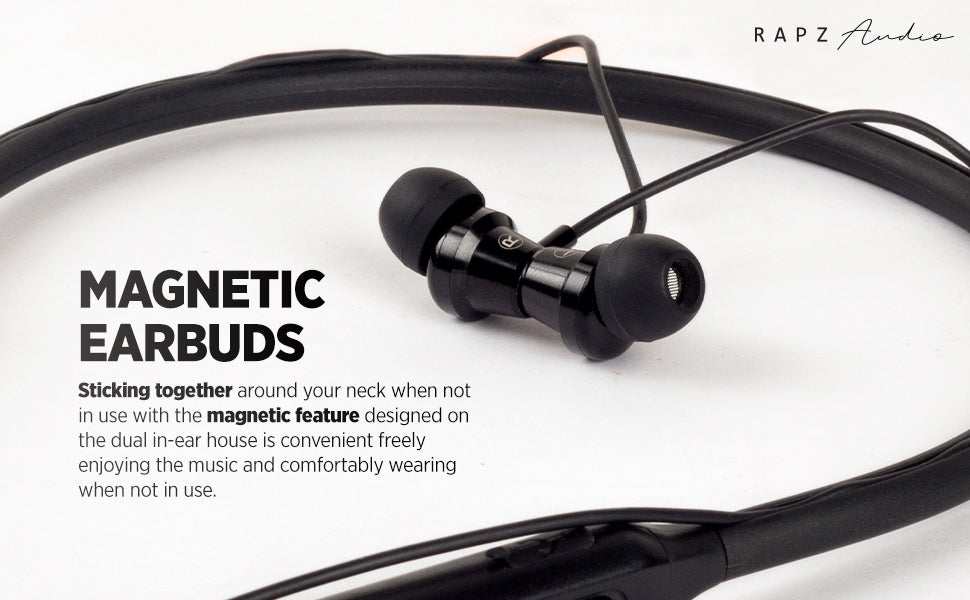 RAPZ Audio
R
MAGNETIC
EARBUDS
Sticking together around your neck when not
in use with the magnetic feature designed on
the dual in-ear house is convenient freely
enjoying the music and comfortably wearing
when not in use.